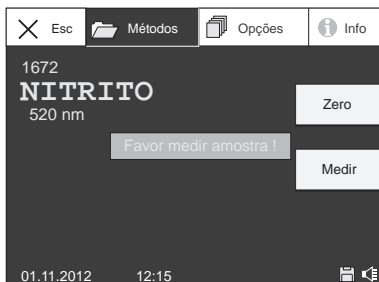 Esc Métodos Opções Info
1672
NITRITO
520 nm
Zero
Favor medir amostra !
Medir
01.11.2012 12:15